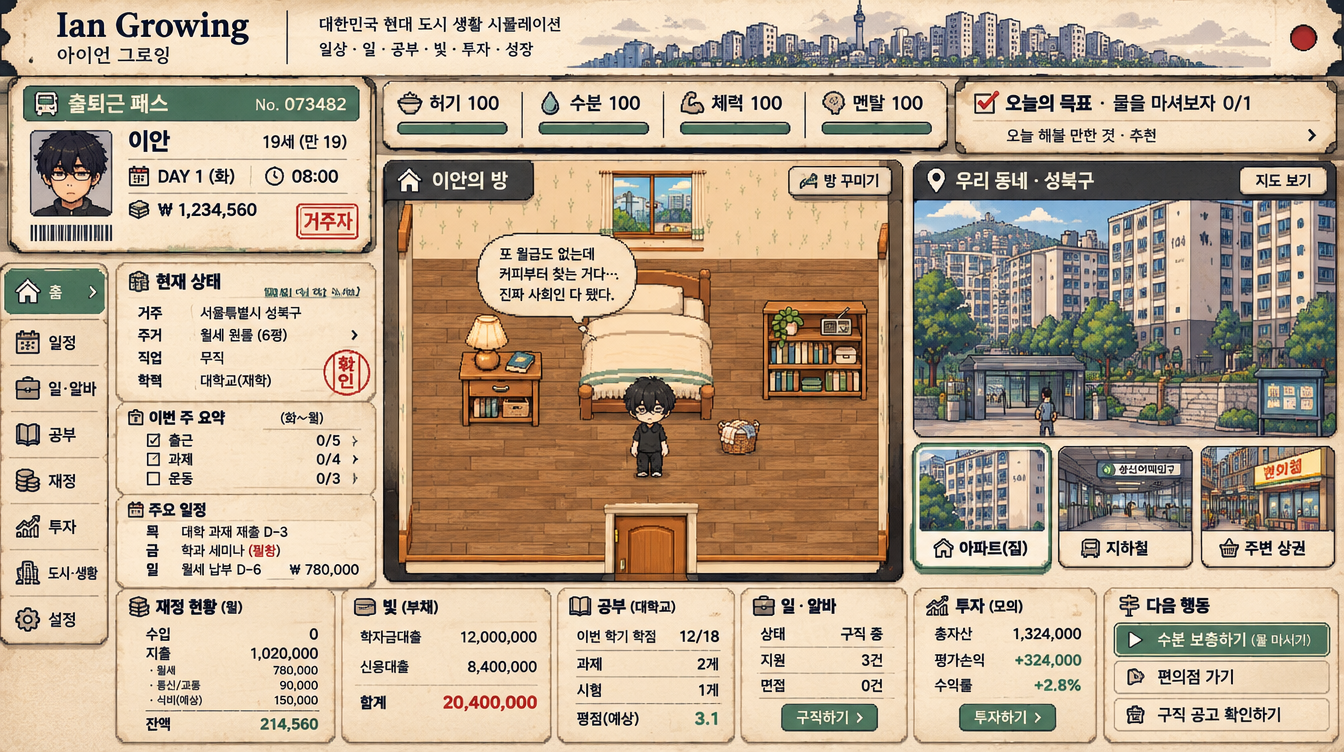 Ian Growing
아이언 그로잉
대한민국 현대 도시 생활 시뮬레이션
일상 · 일 · 공부 · 빚 · 투자 · 성장
출퇴근 패스 No. 073482
이안 19세 (만 19)
DAY 1 (화) 08:00
₩ 1,234,560
거주자
허기 100
수분 100
체력 100
멘탈 100
오늘의 목표 · 물을 마셔보자 0/1
오늘 해볼 만한 것 · 추천
홈
일정
일·알바
공부
재정
투자
도시·생활
설정
현재 상태
거주 서울특별시 성북구
주거 월세 원룸 (6평)
직업 무직
학력 대학교(재학)
확인
이번 주 요약 (화~월)
출근 0/5
과제 0/4
운동 0/3
주요 일정
목 대학 과제 제출 D-3
금 학과 세미나 (필참)
일 월세 납부 D-6 ₩ 780,000
이안의 방
방 꾸미기
포 월급도 없는데
커피부터 찾는 거다….
진짜 사회인 다 됐다.
우리 동네 · 성북구
지도 보기
104
편의점
아파트(집)
지하철
주변 상권
재정 현황 (월)
수입 0
지출 1,020,000
· 월세 780,000
· 통신/교통 90,000
· 식비(예상) 150,000
잔액 214,560
빚 (부채)
학자금대출 12,000,000
신용대출 8,400,000
합계 20,400,000
공부 (대학교)
이번 학기 학점 12/18
과제 2개
시험 1개
평점(예상) 3.1
일 · 알바
상태 구직 중
지원 3건
면접 0건
구직하기 >
투자 (모의)
총자산 1,324,000
평가손익 +324,000
수익률 +2.8%
투자하기 >
다음 행동
수분 보충하기 (물 마시기)
편의점 가기
구직 공고 확인하기